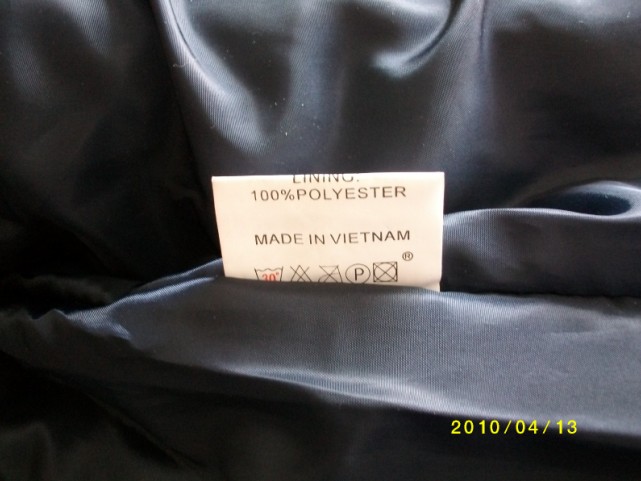 LINING:
100%POLYESTER
MADE IN VIETNAM
®
30° P
2010/04/13